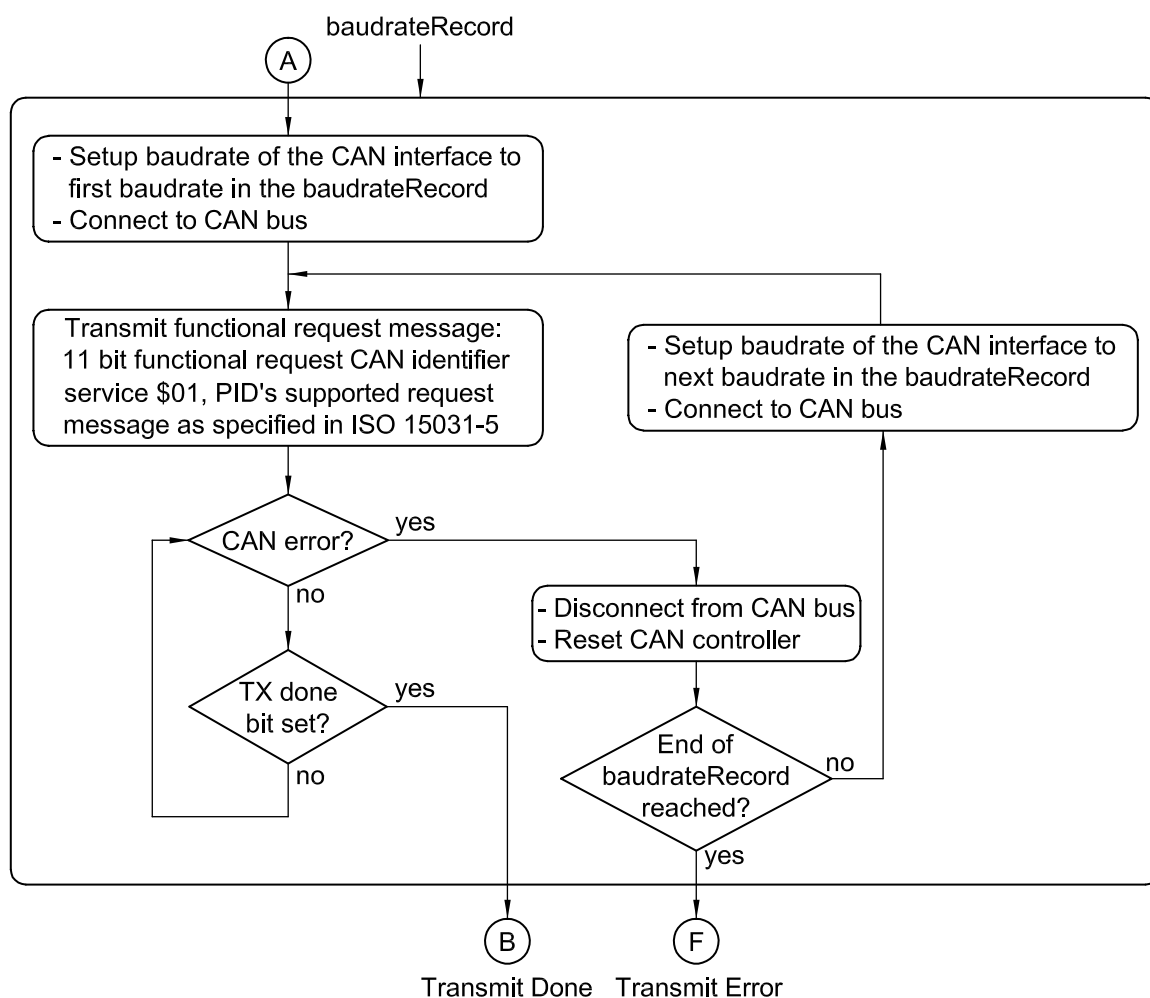 baudrateRecord
A
- Setup baudrate of the CAN interface to
first baudrate in the baudrateRecord
- Connect to CAN bus
Transmit functional request message:
11 bit functional request CAN identifier
service $01, PID's supported request
message as specified in ISO 15031-5
- Setup baudrate of the CAN interface to
next baudrate in the baudrateRecord
- Connect to CAN bus
CAN error?
yes
no
- Disconnect from CAN bus
- Reset CAN controller
TX done
bit set?
yes
no
End of
baudrateRecord
reached?
no
yes
B
F
Transmit Done
Transmit Error